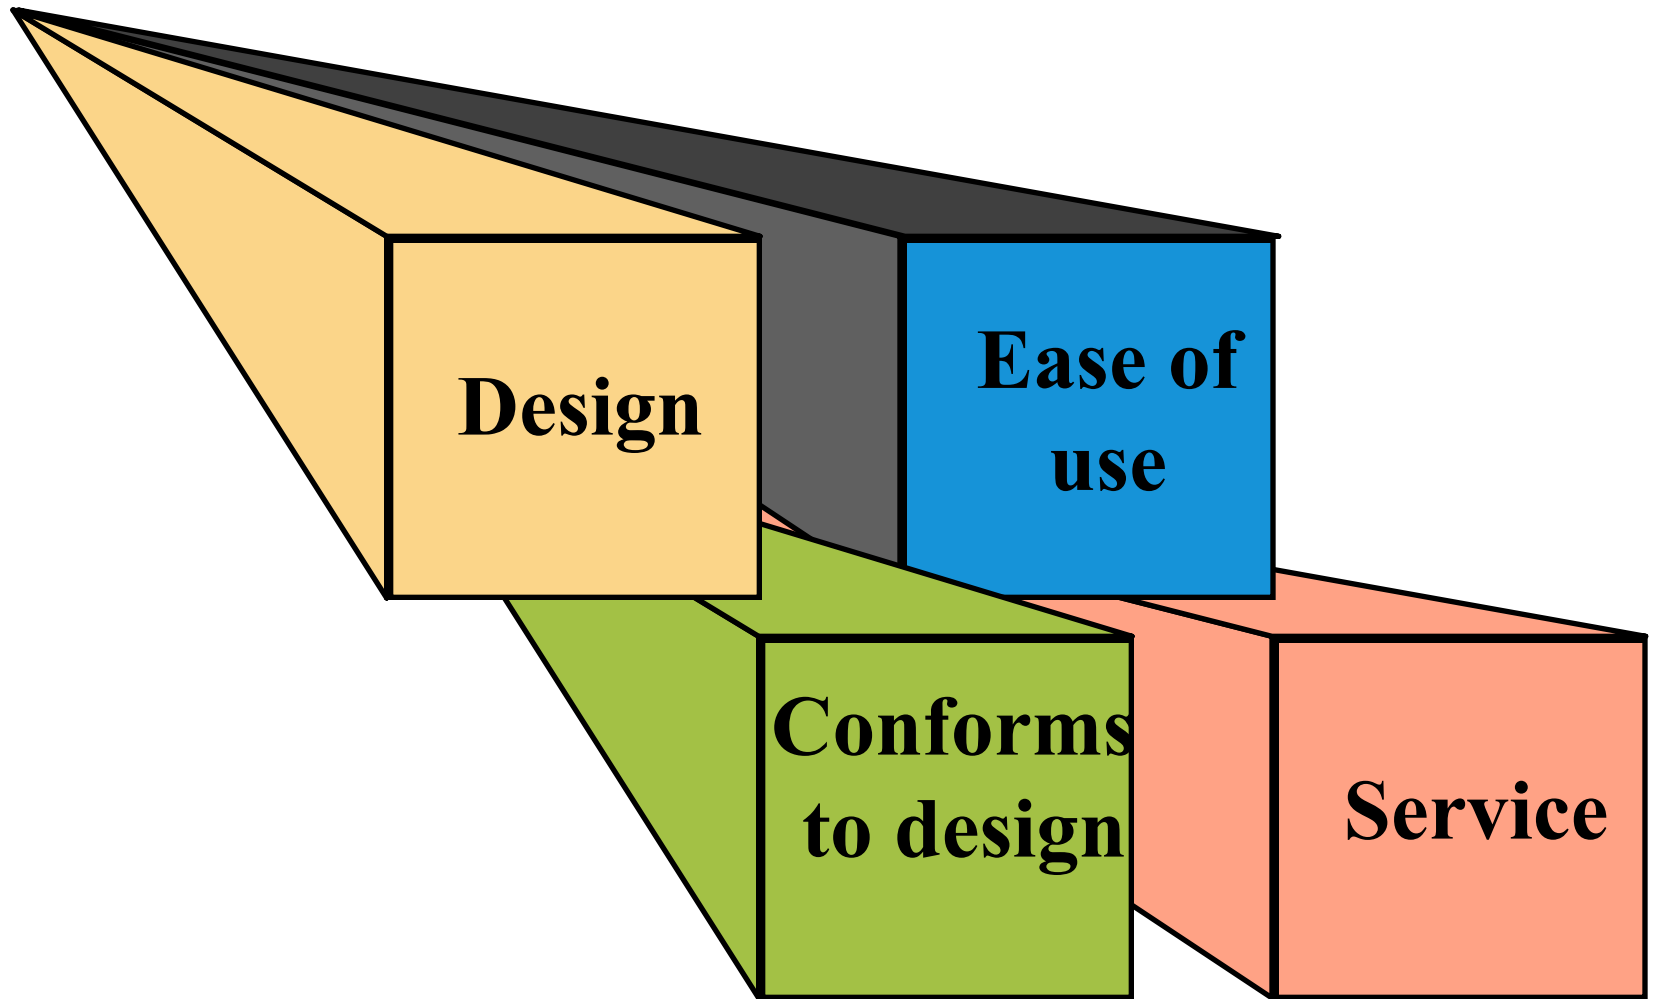 Design
Ease of
use
Conforms
to design
Service